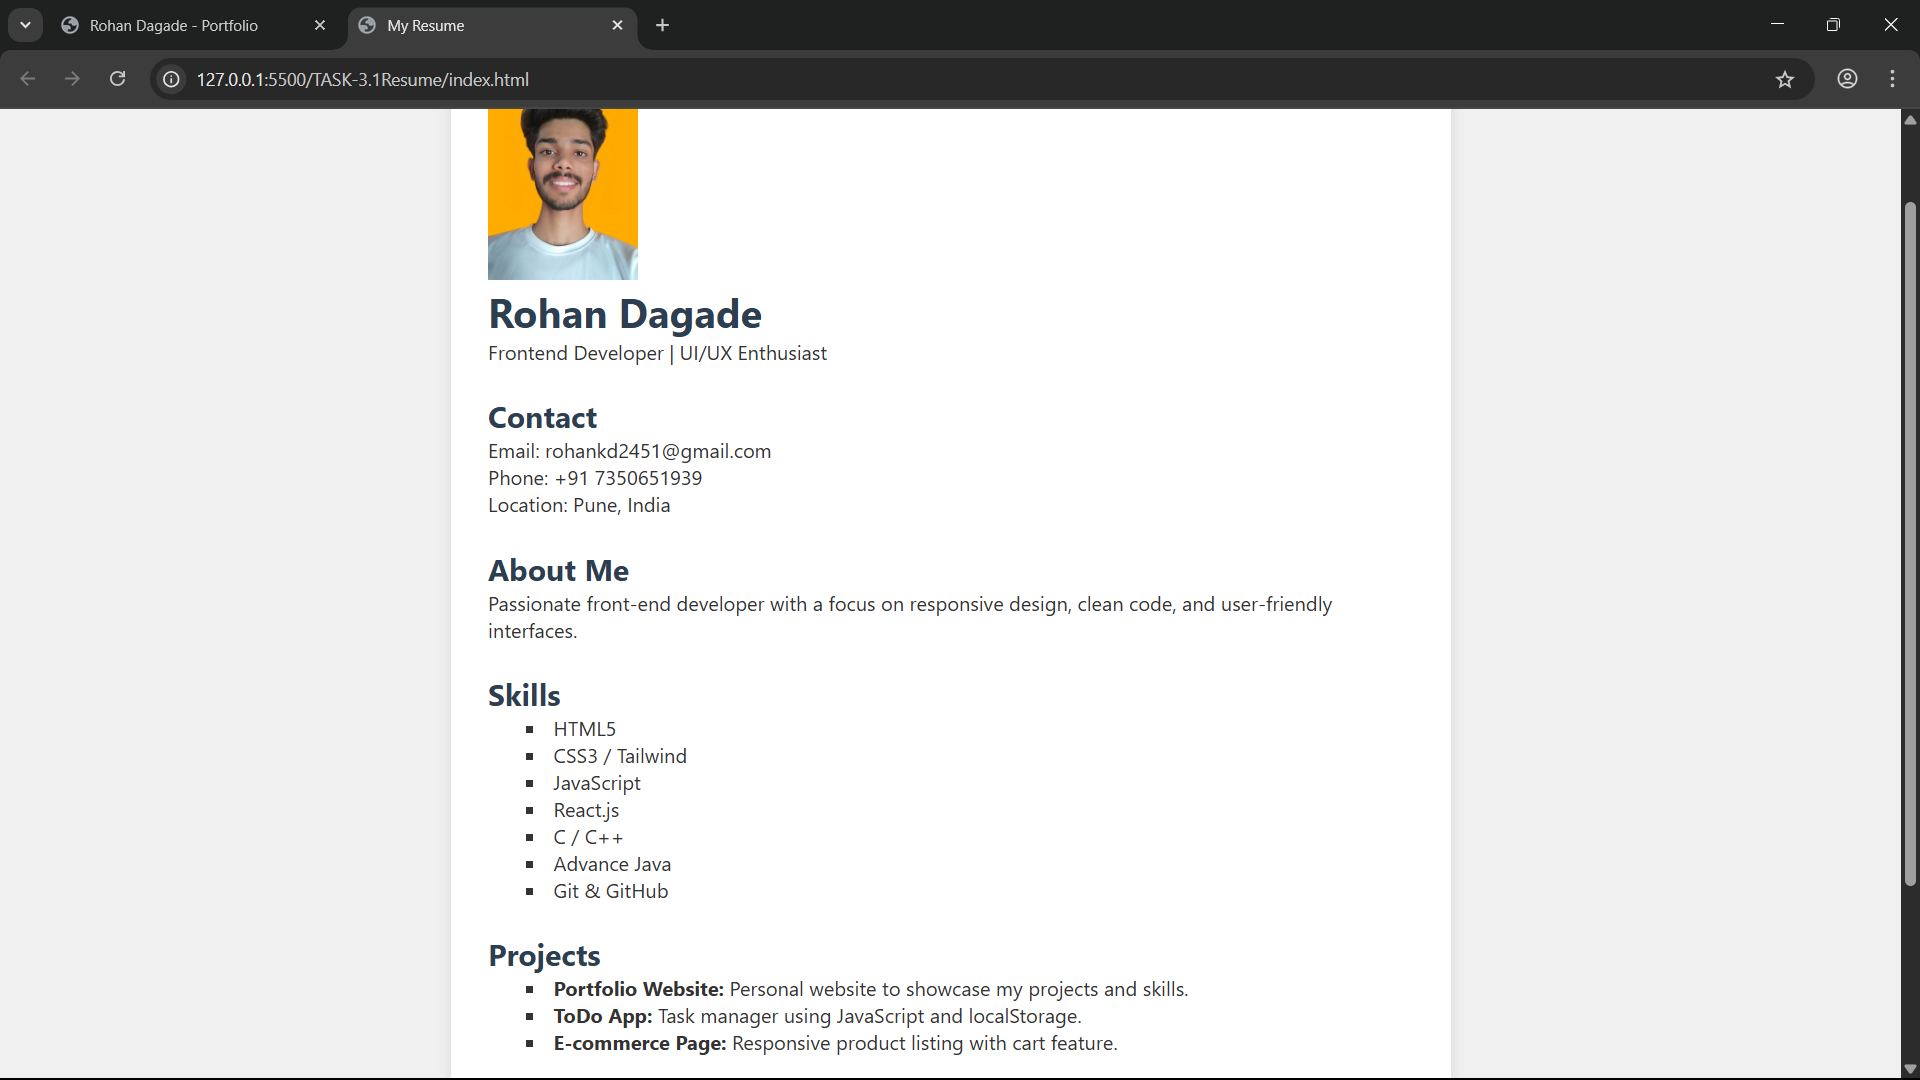 Rohan Dagade - Portfolio
My Resume
127.0.0.1:5500/TASK-3.1Resume/index.html
Rohan Dagade
Frontend Developer | UI/UX Enthusiast
Contact
Email: rohankd2451@gmail.com
Phone: +91 7350651939
Location: Pune, India
About Me
Passionate front-end developer with a focus on responsive design, clean code, and user-friendly
interfaces.
Skills
HTML5
CSS3 / Tailwind
JavaScript
React.js
C / C++
Advance Java
Git & GitHub
Projects
Portfolio Website: Personal website to showcase my projects and skills.
ToDo App: Task manager using JavaScript and localStorage.
E-commerce Page: Responsive product listing with cart feature.